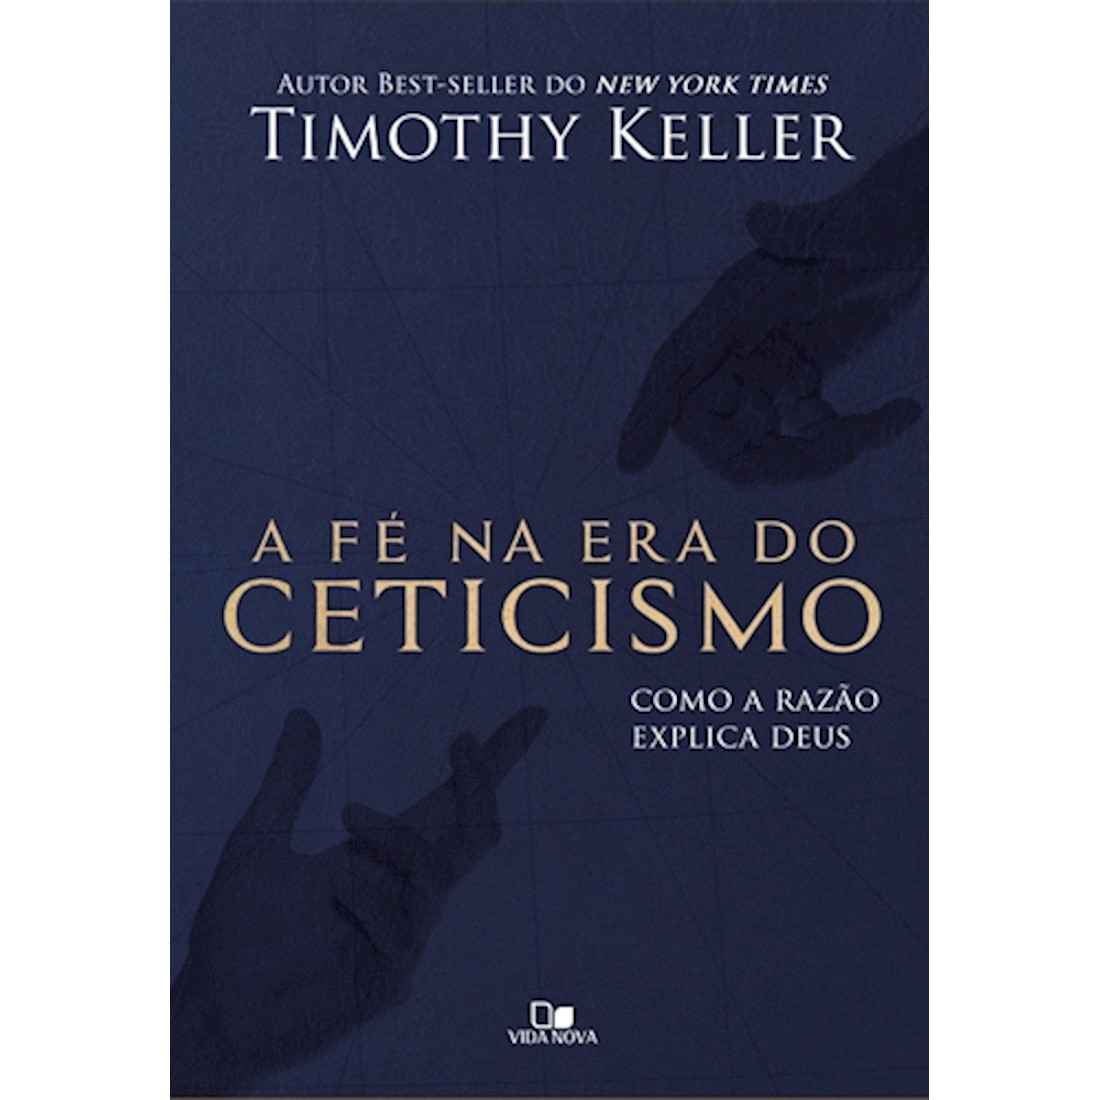 AUTOR BEST-SELLER DO NEW YORK TIMES
TIMOTHY KELLER
A FÉ NA ERA DO
CETICISMO
COMO A RAZÃO
EXPLICA DEUS
VIDA NOVA